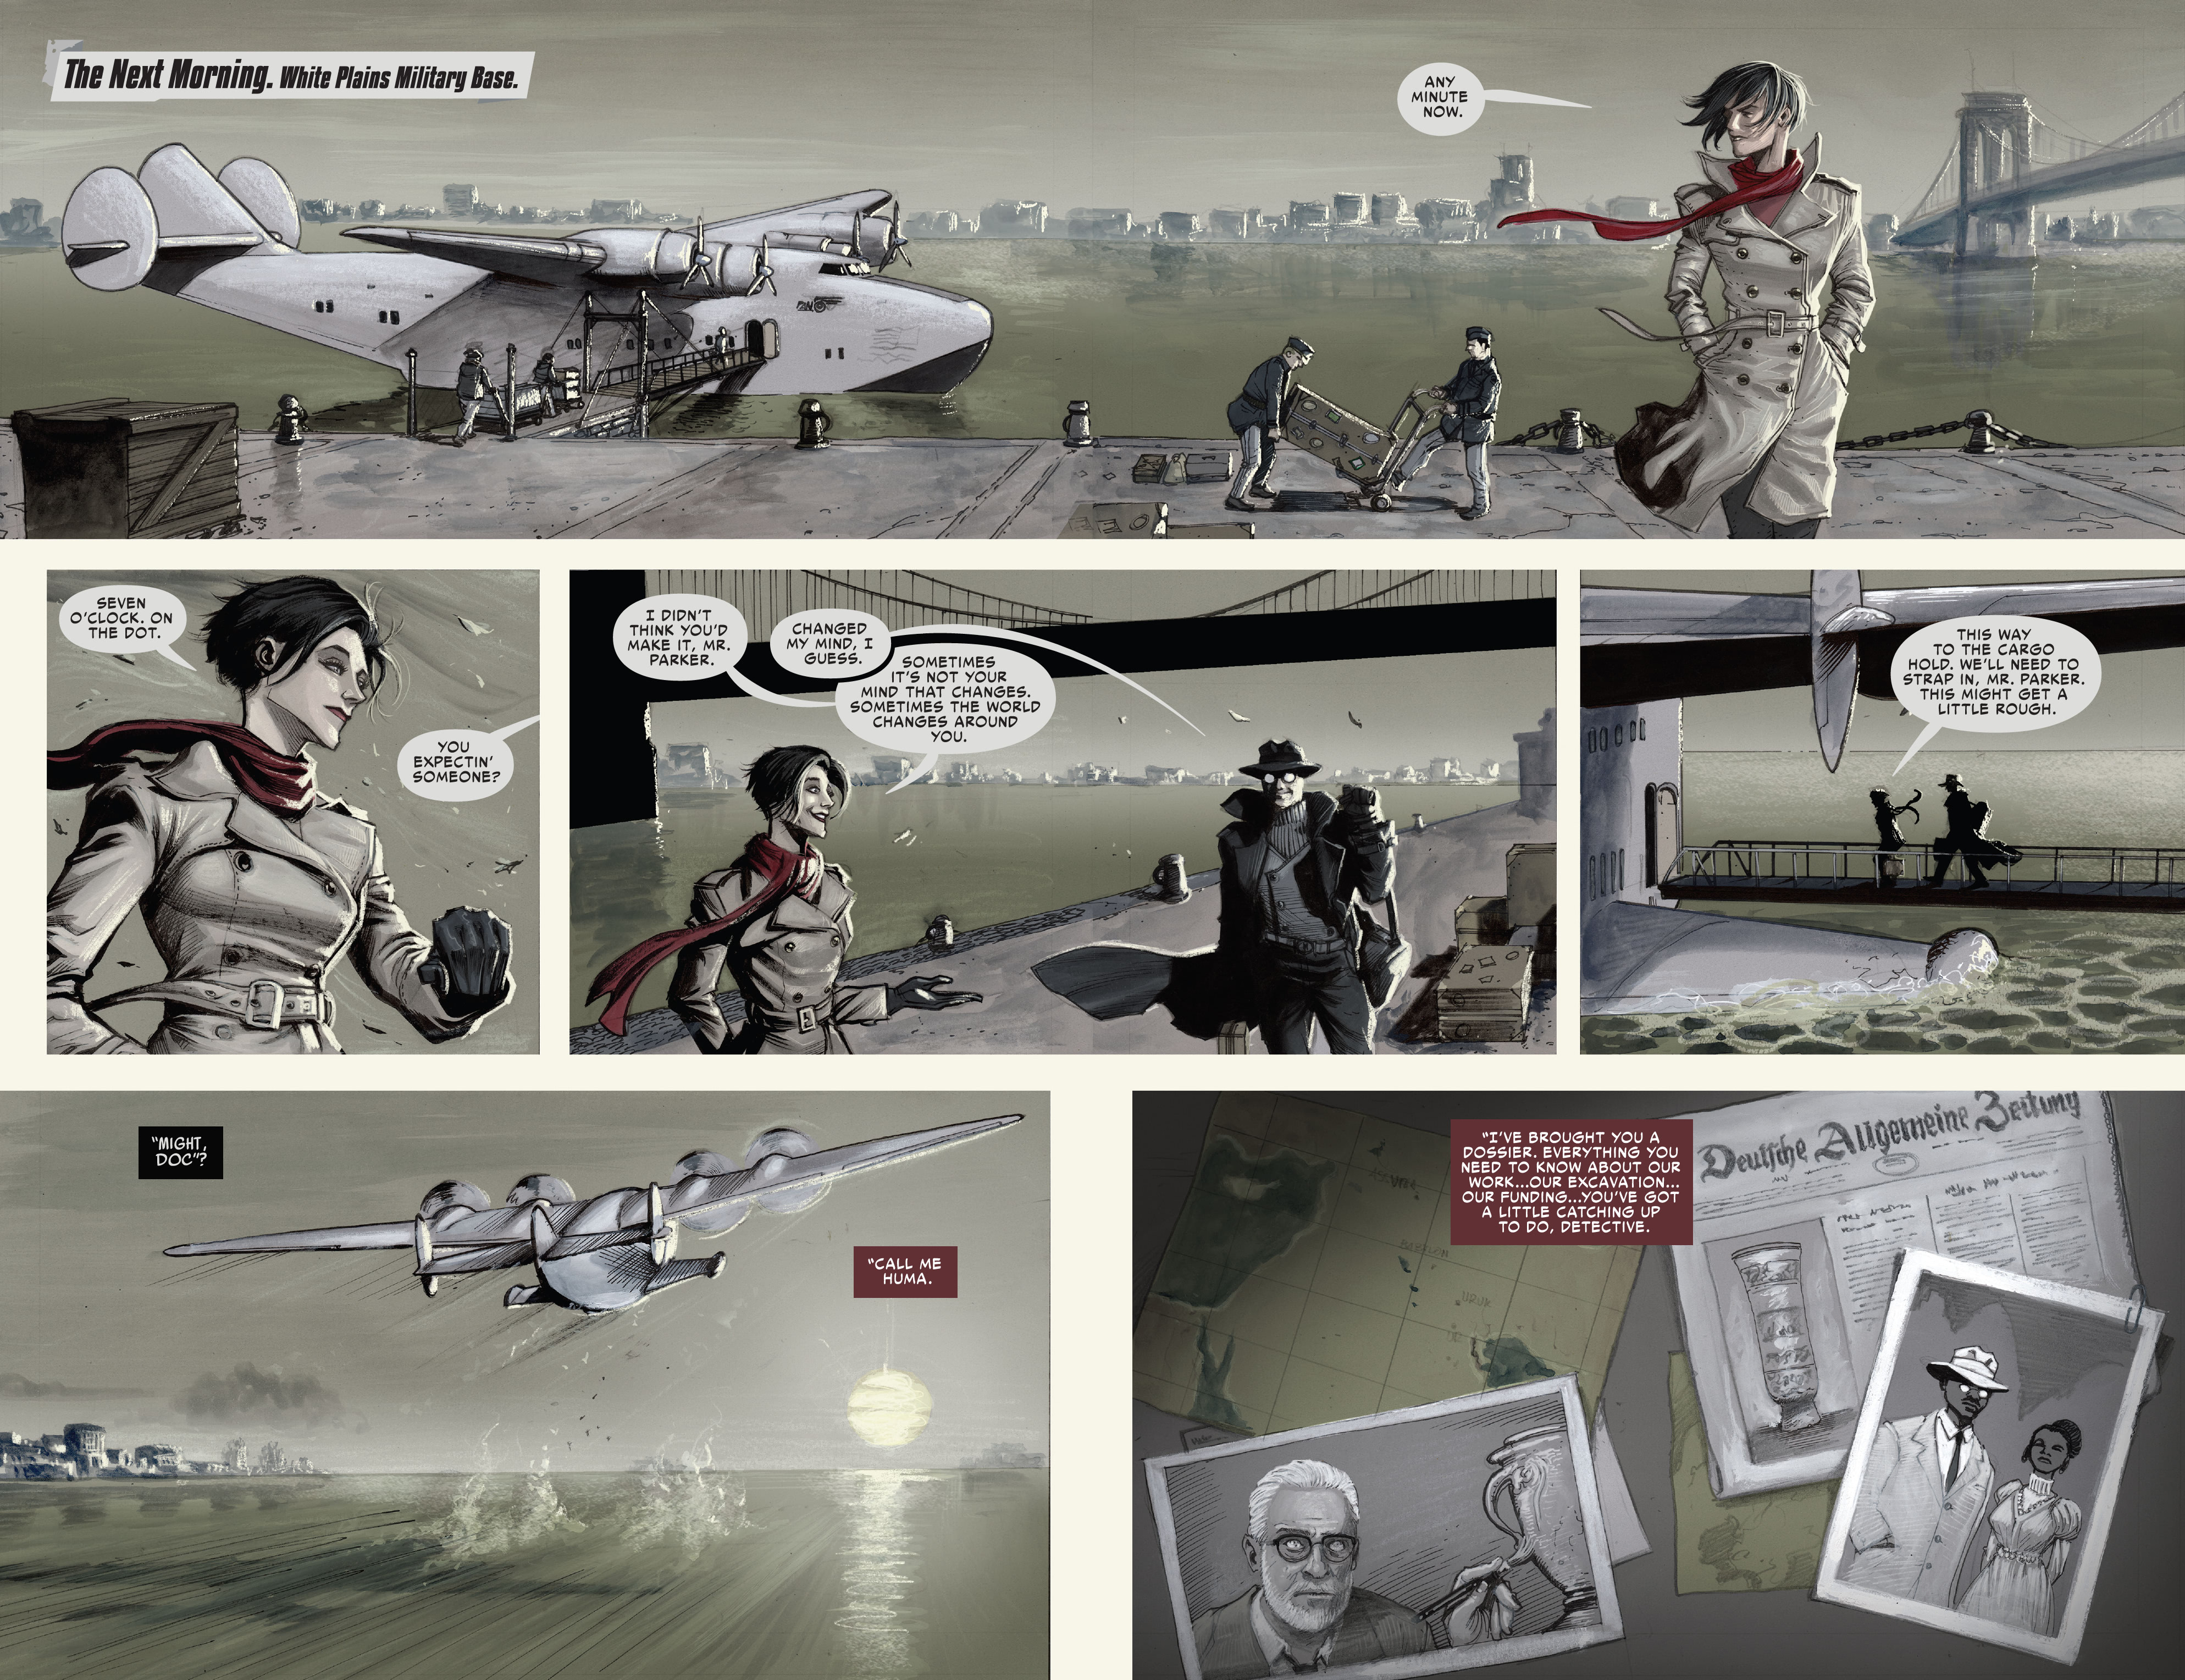 The Next Morning. White Plains Military Base.
ANY
MINUTE
NOW.
SEVEN
O'CLOCK. ON
THE DOT.
YOU
EXPECTIN'
SOMEONE?
I DIDN'T
THINK YOU'D
MAKE IT, MR.
PARKER.
CHANGED
MY MIND, I
GUESS.
SOMETIMES
IT'S NOT YOUR
MIND THAT CHANGES.
SOMETIMES THE WORLD
CHANGES AROUND
YOU.
THIS WAY
TO THE CARGO
HOLD. WE'LL NEED TO
STRAP IN, MR. PARKER.
THIS MIGHT GET A
LITTLE ROUGH.
"MIGHT,
DOC"?
"CALL ME
HUMA.
"I'VE BROUGHT YOU A
DOSSIER. EVERYTHING YOU
NEED TO KNOW ABOUT OUR
WORK...OUR EXCAVATION...
OUR FUNDING...YOU'VE GOT
A LITTLE CATCHING UP
TO DO, DETECTIVE.
Deutsche Allgemeine Zeitung
BABYLON
URUK